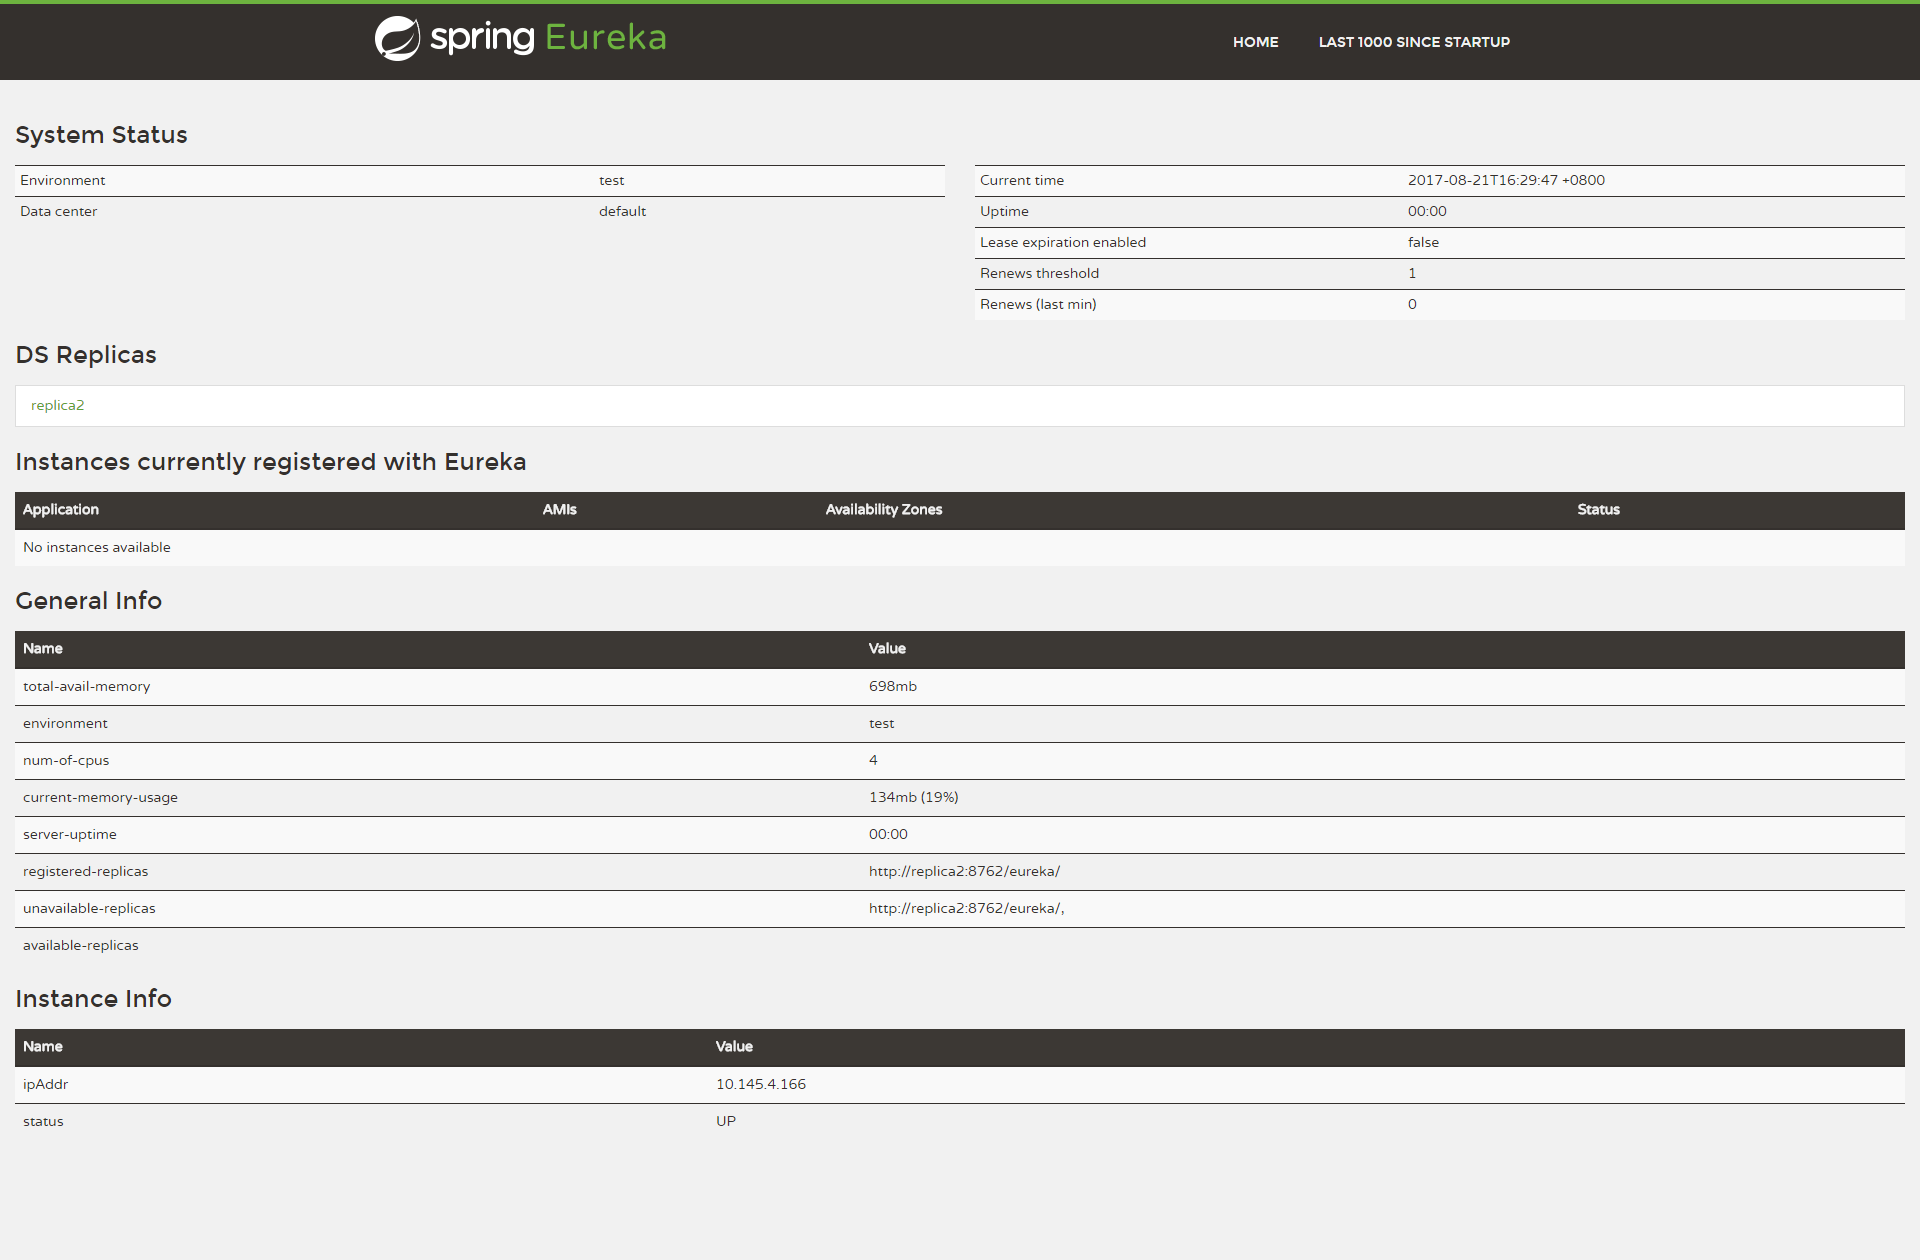 spring Eureka
HOME LAST 1000 SINCE STARTUP
System Status
Environment test
Data center default
Current time 2017-08-21T16:29:47 +0800
Uptime 00:00
Lease expiration enabled false
Renews threshold 1
Renews (last min) 0
DS Replicas
replica2
Instances currently registered with Eureka
Application AMIs Availability Zones Status
No instances available
General Info
Name Value
total-avail-memory 698mb
environment test
num-of-cpus 4
current-memory-usage 134mb (19%)
server-uptime 00:00
registered-replicas http://replica2:8762/eureka/
unavailable-replicas http://replica2:8762/eureka/,
available-replicas
Instance Info
Name Value
ipAddr 10.145.4.166
status UP